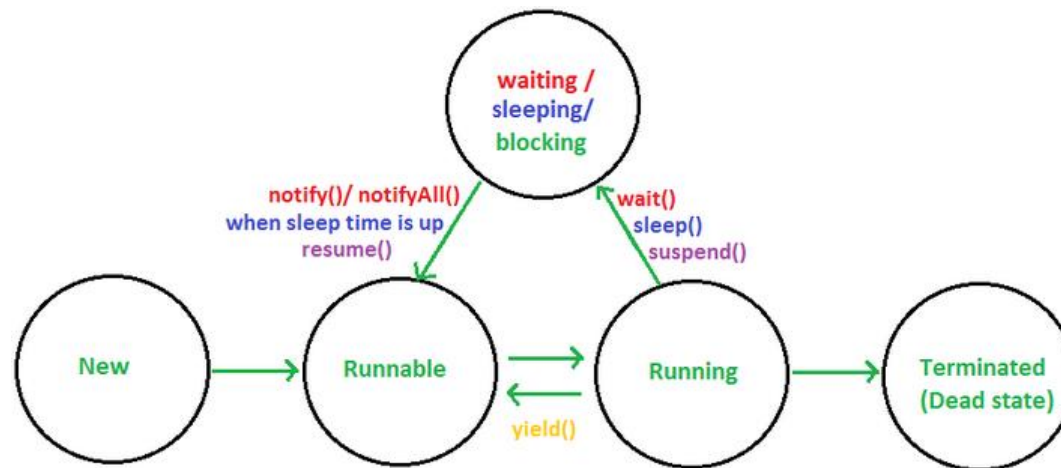 waiting /
sleeping/
blocking
notify()/ notifyAll()
when sleep time is up
resume()
wait()
sleep()
suspend()
New
Runnable
Running
Terminated
(Dead state)
yield()